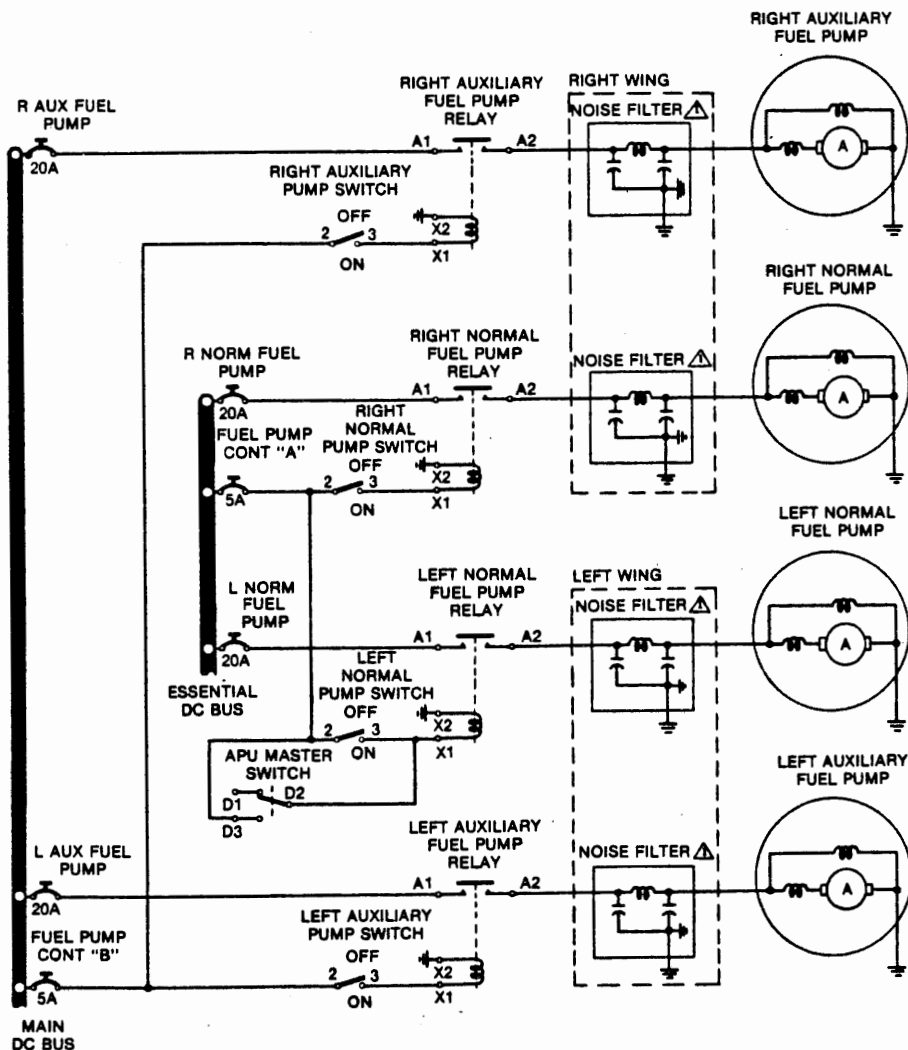 RIGHT AUXILIARY
FUEL PUMP
RIGHT AUXILIARY
FUEL PUMP
RELAY
RIGHT WING
R AUX FUEL
PUMP
NOISE FILTER ⚠
A1
A2
A
20A
RIGHT AUXILIARY
PUMP SWITCH
OFF
2
3
X2
ON
X1
RIGHT NORMAL
FUEL PUMP
RIGHT NORMAL
FUEL PUMP
RELAY
R NORM FUEL
PUMP
NOISE FILTER ⚠
A1
A2
A
20A
RIGHT
NORMAL
PUMP SWITCH
FUEL PUMP
CONT "A"
OFF
2
3
X2
5A
ON
X1
LEFT NORMAL
FUEL PUMP
LEFT NORMAL
FUEL PUMP
RELAY
LEFT WING
L NORM
FUEL
PUMP
NOISE FILTER ⚠
A1
A2
A
20A
LEFT
NORMAL
PUMP SWITCH
ESSENTIAL
DC BUS
OFF
2
3
X2
ON
X1
APU MASTER
SWITCH
D1
D2
D3
LEFT AUXILIARY
FUEL PUMP
LEFT AUXILIARY
FUEL PUMP
RELAY
L AUX FUEL
PUMP
NOISE FILTER ⚠
A1
A2
A
20A
LEFT AUXILIARY
PUMP SWITCH
FUEL PUMP
CONT "B"
OFF
2
3
X2
5A
ON
X1
MAIN
DC BUS